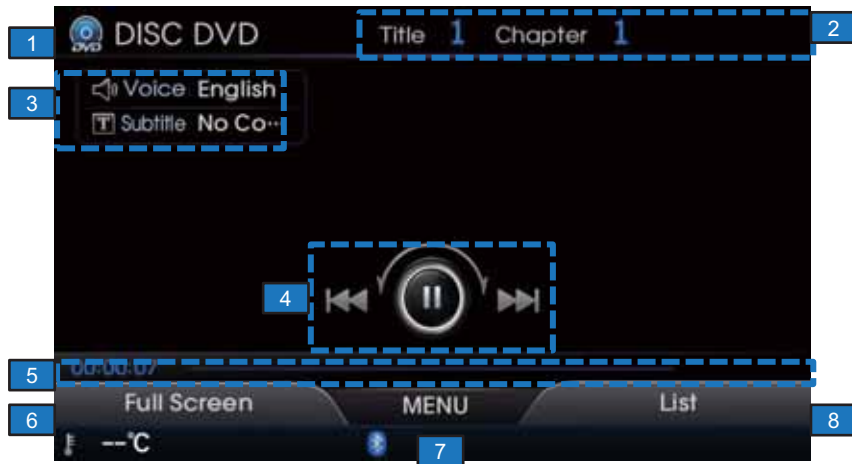 1
DVD
DISC DVD
Title 1 Chapter 1
2
3
Voice English
T Subtitle No Co···
4
5
00:00:07
6
Full Screen
MENU
List
8
--°C
7